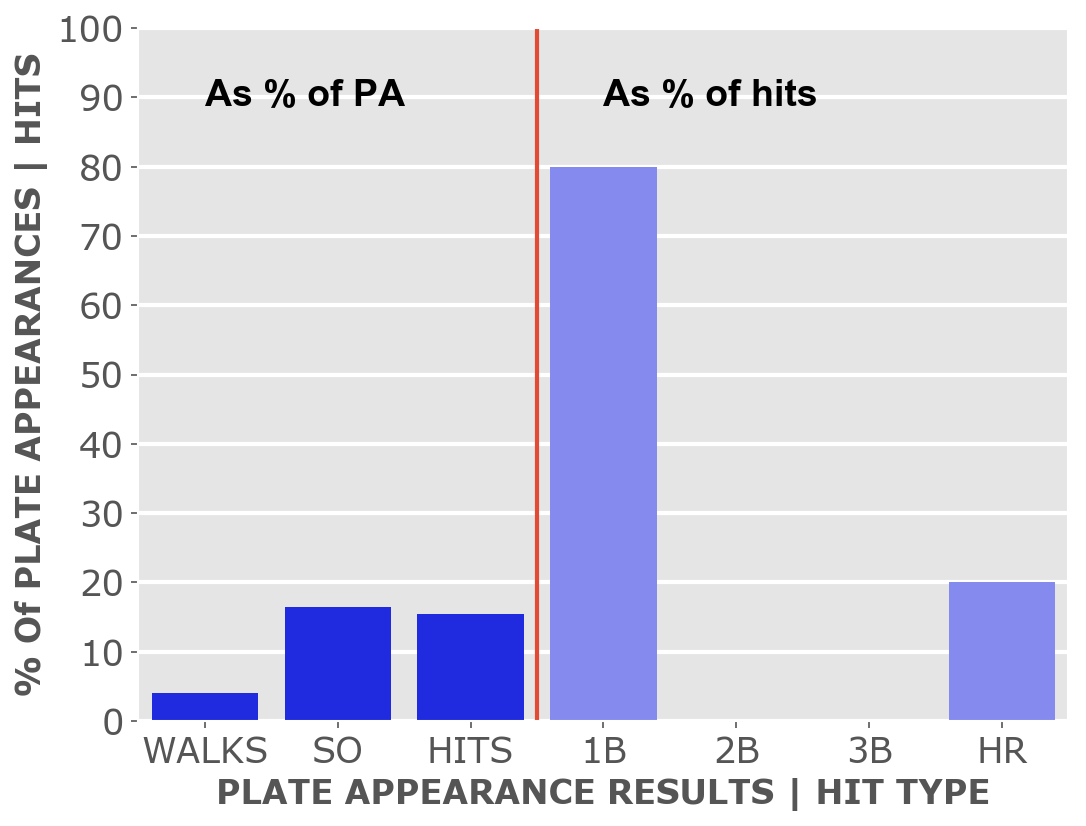 % Of PLATE APPEARANCES | HITS
100
90
80
70
60
50
40
30
20
10
0
As % of PA
As % of hits
WALKS SO HITS 1B 2B 3B HR
PLATE APPEARANCE RESULTS | HIT TYPE